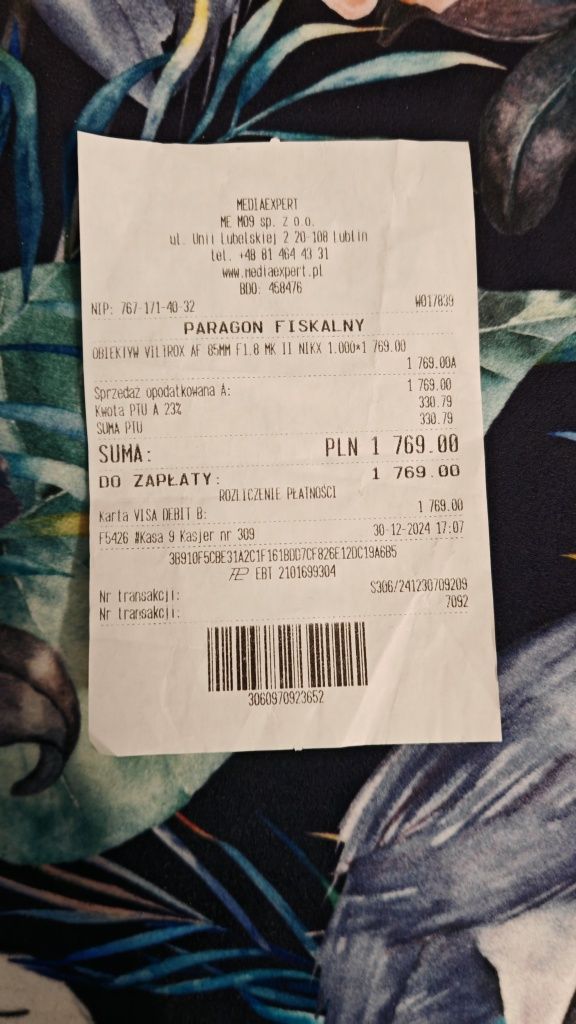 MEDIAEXPERT
ME M09 sp. z o.o.
ul. Unii Lubelskiej 2 20-108 Lublin
tel. +48 81 464 43 31
www.mediaexpert.pl
BDO: 458476
NIP: 767-171-40-32 W017839
PARAGON FISKALNY
OBIEKTYW VILTROX AF 85MM F1.8 MK II NIKX 1.000*1 769.00
1 769.00A
Sprzedaż opodatkowana A: 1 769.00
Kwota PTU A 23% 330.79
SUMA PTU 330.79
SUMA: PLN 1 769.00
DO ZAPŁATY: 1 769.00
ROZLICZENIE PŁATNOŚCI
Karta VISA DEBIT B: 1 769.00
F5426 #Kasa 9 Kasjer nr 309 30-12-2024 17:07
3B910F5CBE31A2C1F161BDD7CF826E12DC19A6B5
EBT 2101699304
Nr transakcji: S306/241230/709209
Nr transakcji: 7092
3060970923652